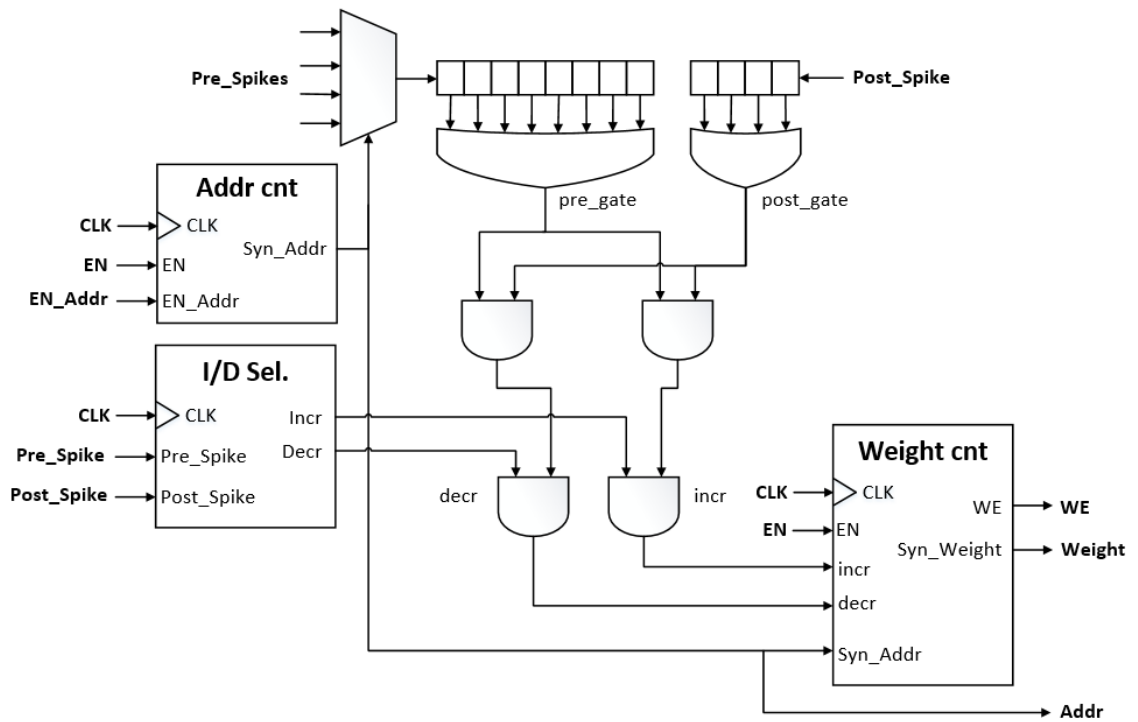 Pre_Spikes
Post_Spike
Addr cnt
pre_gate
post_gate
CLK
CLK
Syn_Addr
EN
EN
EN_Addr
EN_Addr
I/D Sel.
CLK
CLK
Incr
Pre_Spike
Pre_Spike
Decr
Post_Spike
Post_Spike
decr
incr
Weight cnt
CLK
CLK
WE
WE
EN
EN
Syn_Weight
Weight
incr
decr
Syn_Addr
Addr